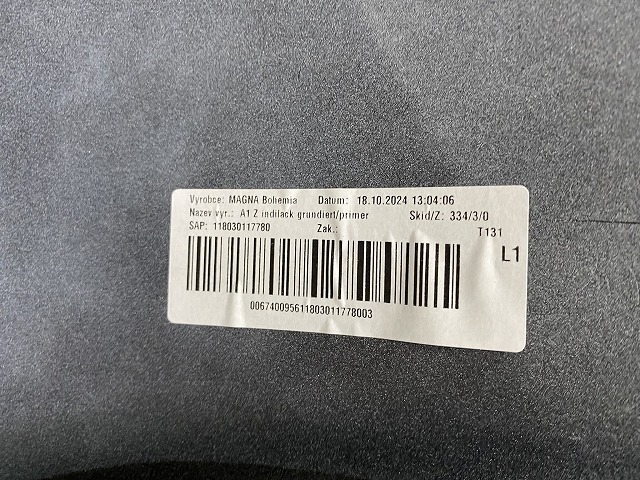 Vyrobce: MAGNA Bohemia Datum: 18.10.2024 13:04:06
Nazev vyr.: A1 Z indilack grundiert/primer Skid/Z: 334/3/0
SAP: 118030117780 Zak.: T131
L1
006740095611803011778003